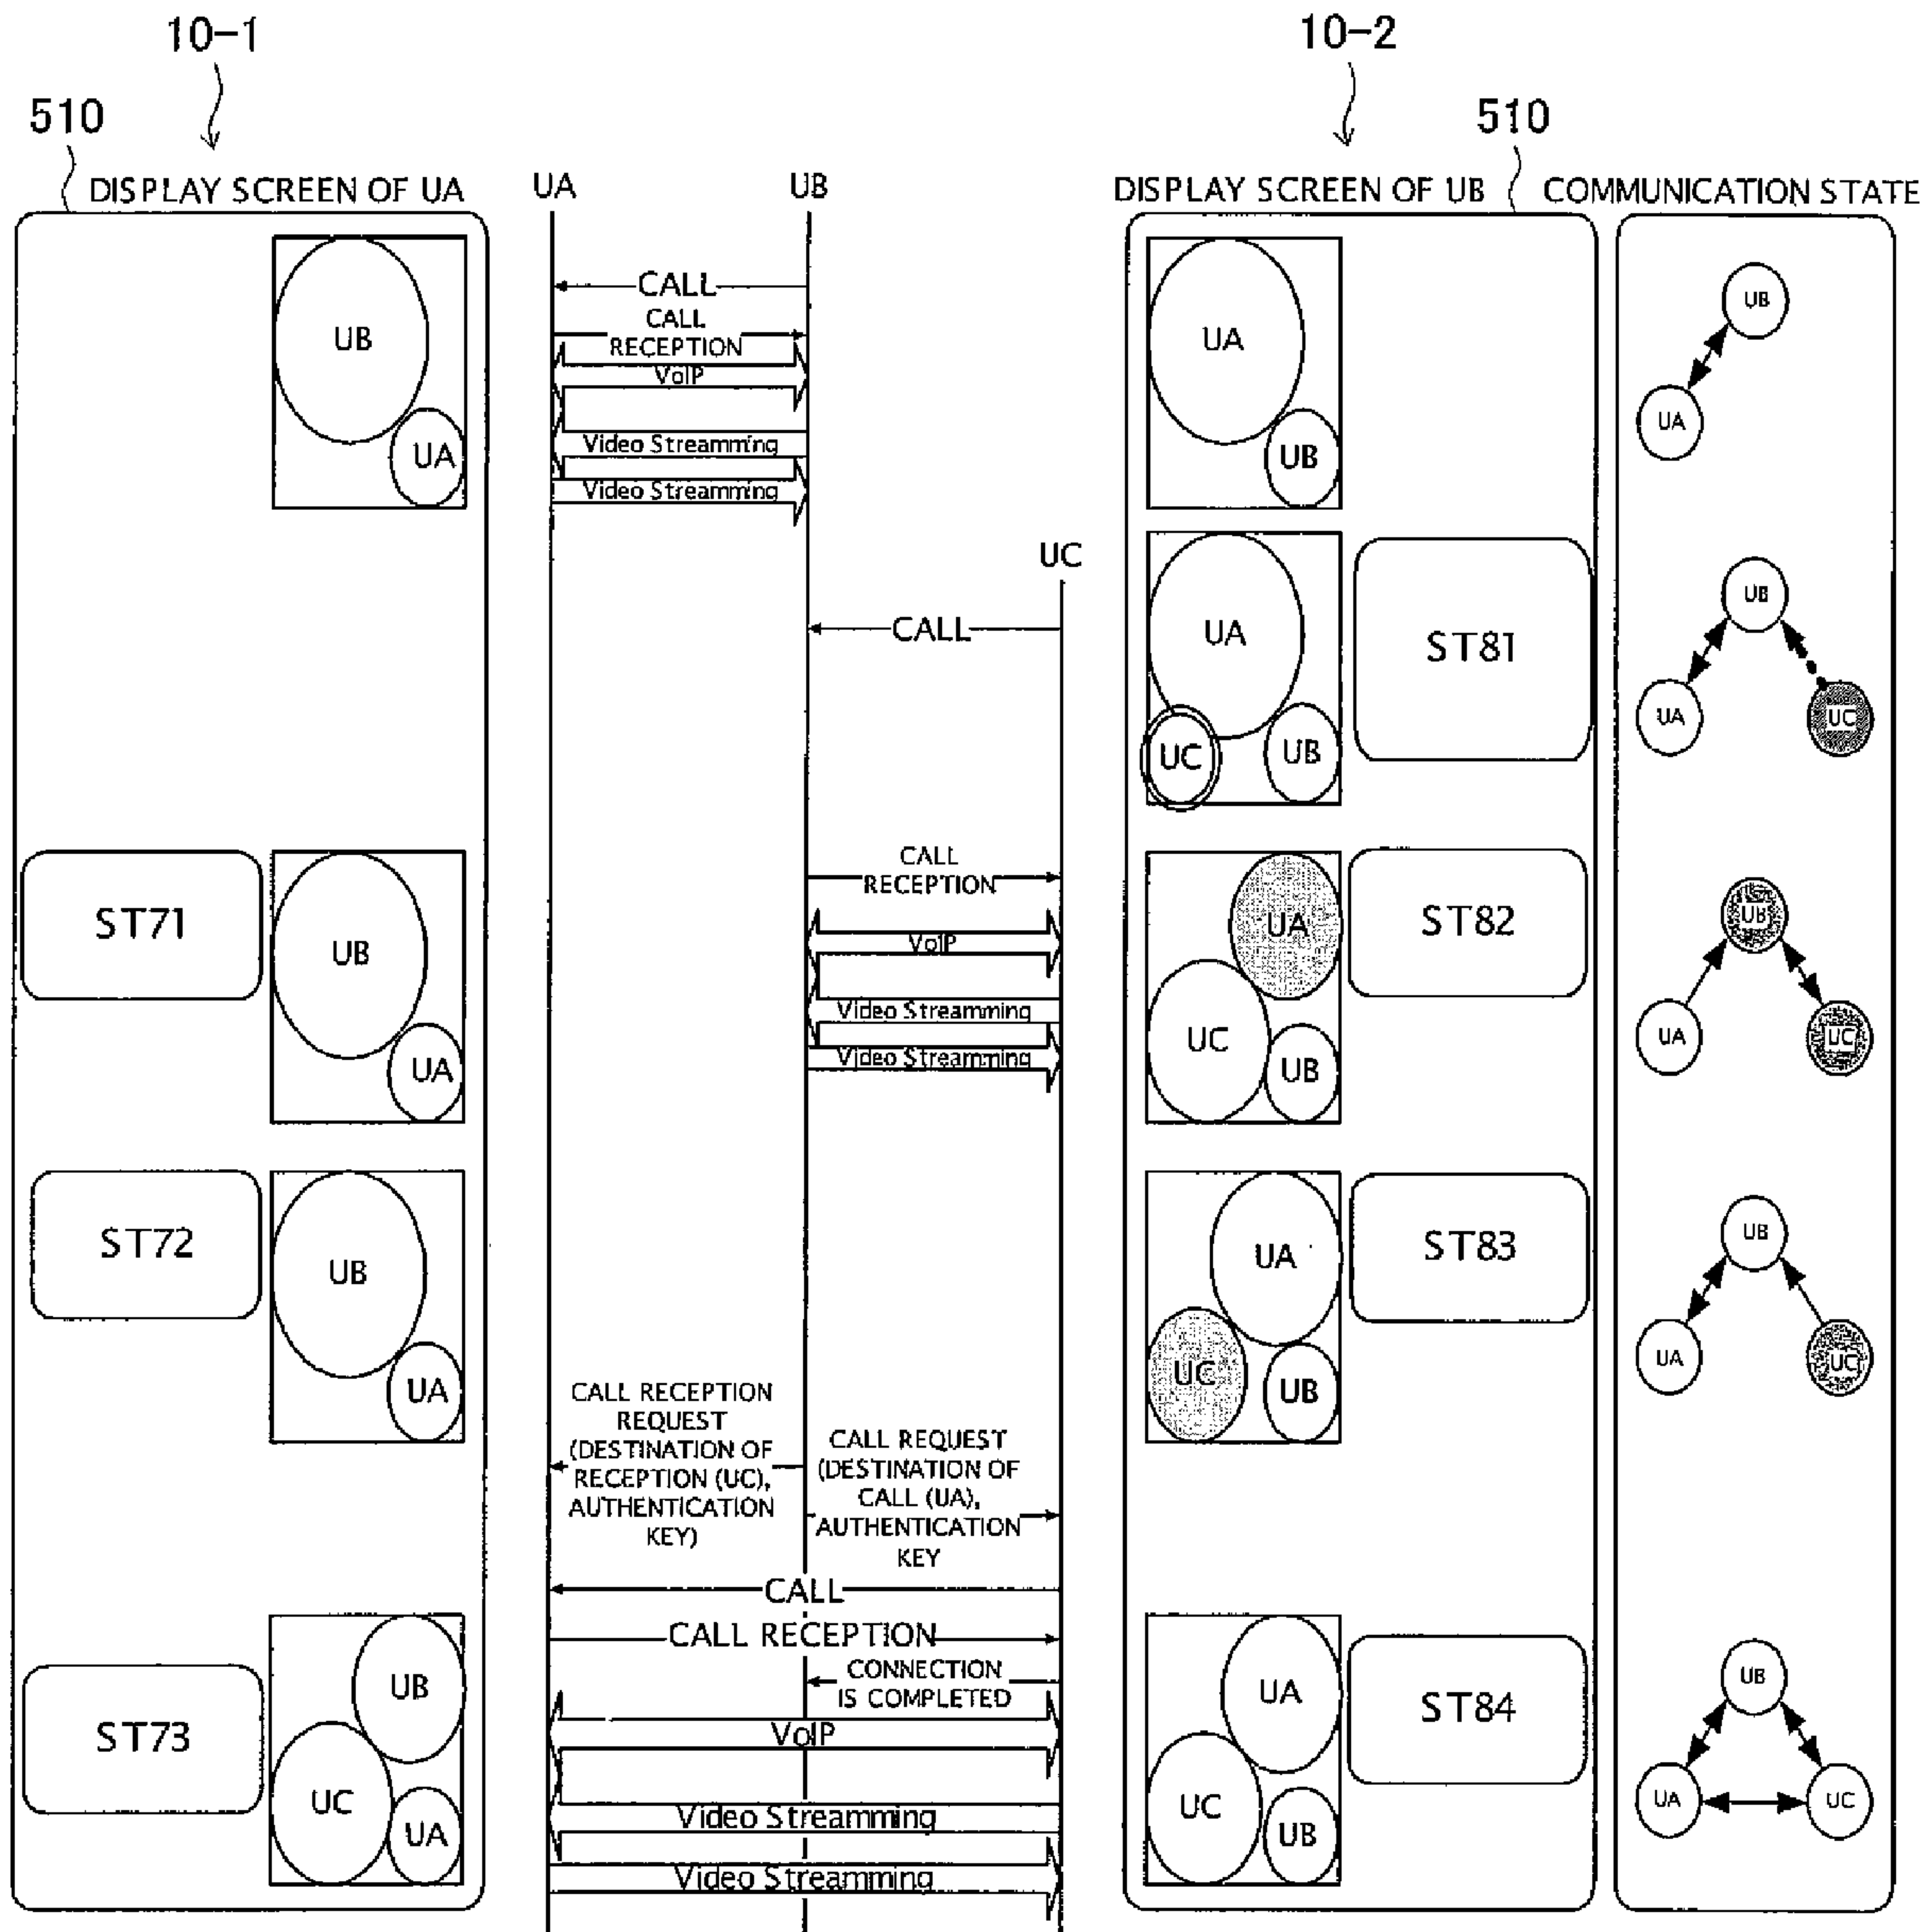 10-1
10-2
510
510
DISPLAY SCREEN OF UA
UA
UB
DISPLAY SCREEN OF UB
COMMUNICATION STATE
UB
UA
CALL
CALL
RECEPTION
VoIP
Video Streamming
Video Streamming
UA
UB
UB
UA
UC
CALL
UA
UC
UB
ST81
UB
UA
UC
ST71
UB
UA
CALL
RECEPTION
VoIP
Video Streamming
Video Streamming
UA
UC
UB
ST82
UB
UA
UC
ST72
UB
UA
UA
UC
UB
ST83
UB
UA
UC
CALL RECEPTION
REQUEST
(DESTINATION OF
RECEPTION (UC),
AUTHENTICATION
KEY)
CALL REQUEST
(DESTINATION OF
CALL (UA),
AUTHENTICATION
KEY
CALL
CALL RECEPTION
CONNECTION
IS COMPLETED
VoIP
Video Streamming
Video Streamming
ST73
UB
UC
UA
UA
UC
UB
ST84
UB
UA
UC